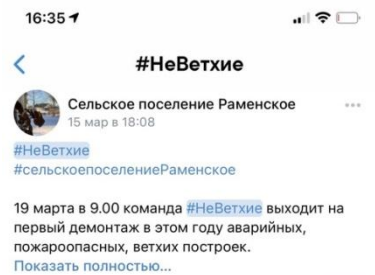 16:35
#НеВетхие
Сельское поселение Раменское
15 мар в 18:08
#НеВетхие
#сельскоепоселениеРаменское
19 марта в 9.00 команда #НеВетхие выходит на
первый демонтаж в этом году аварийных,
пожароопасных, ветхих построек.
Показать полностью...